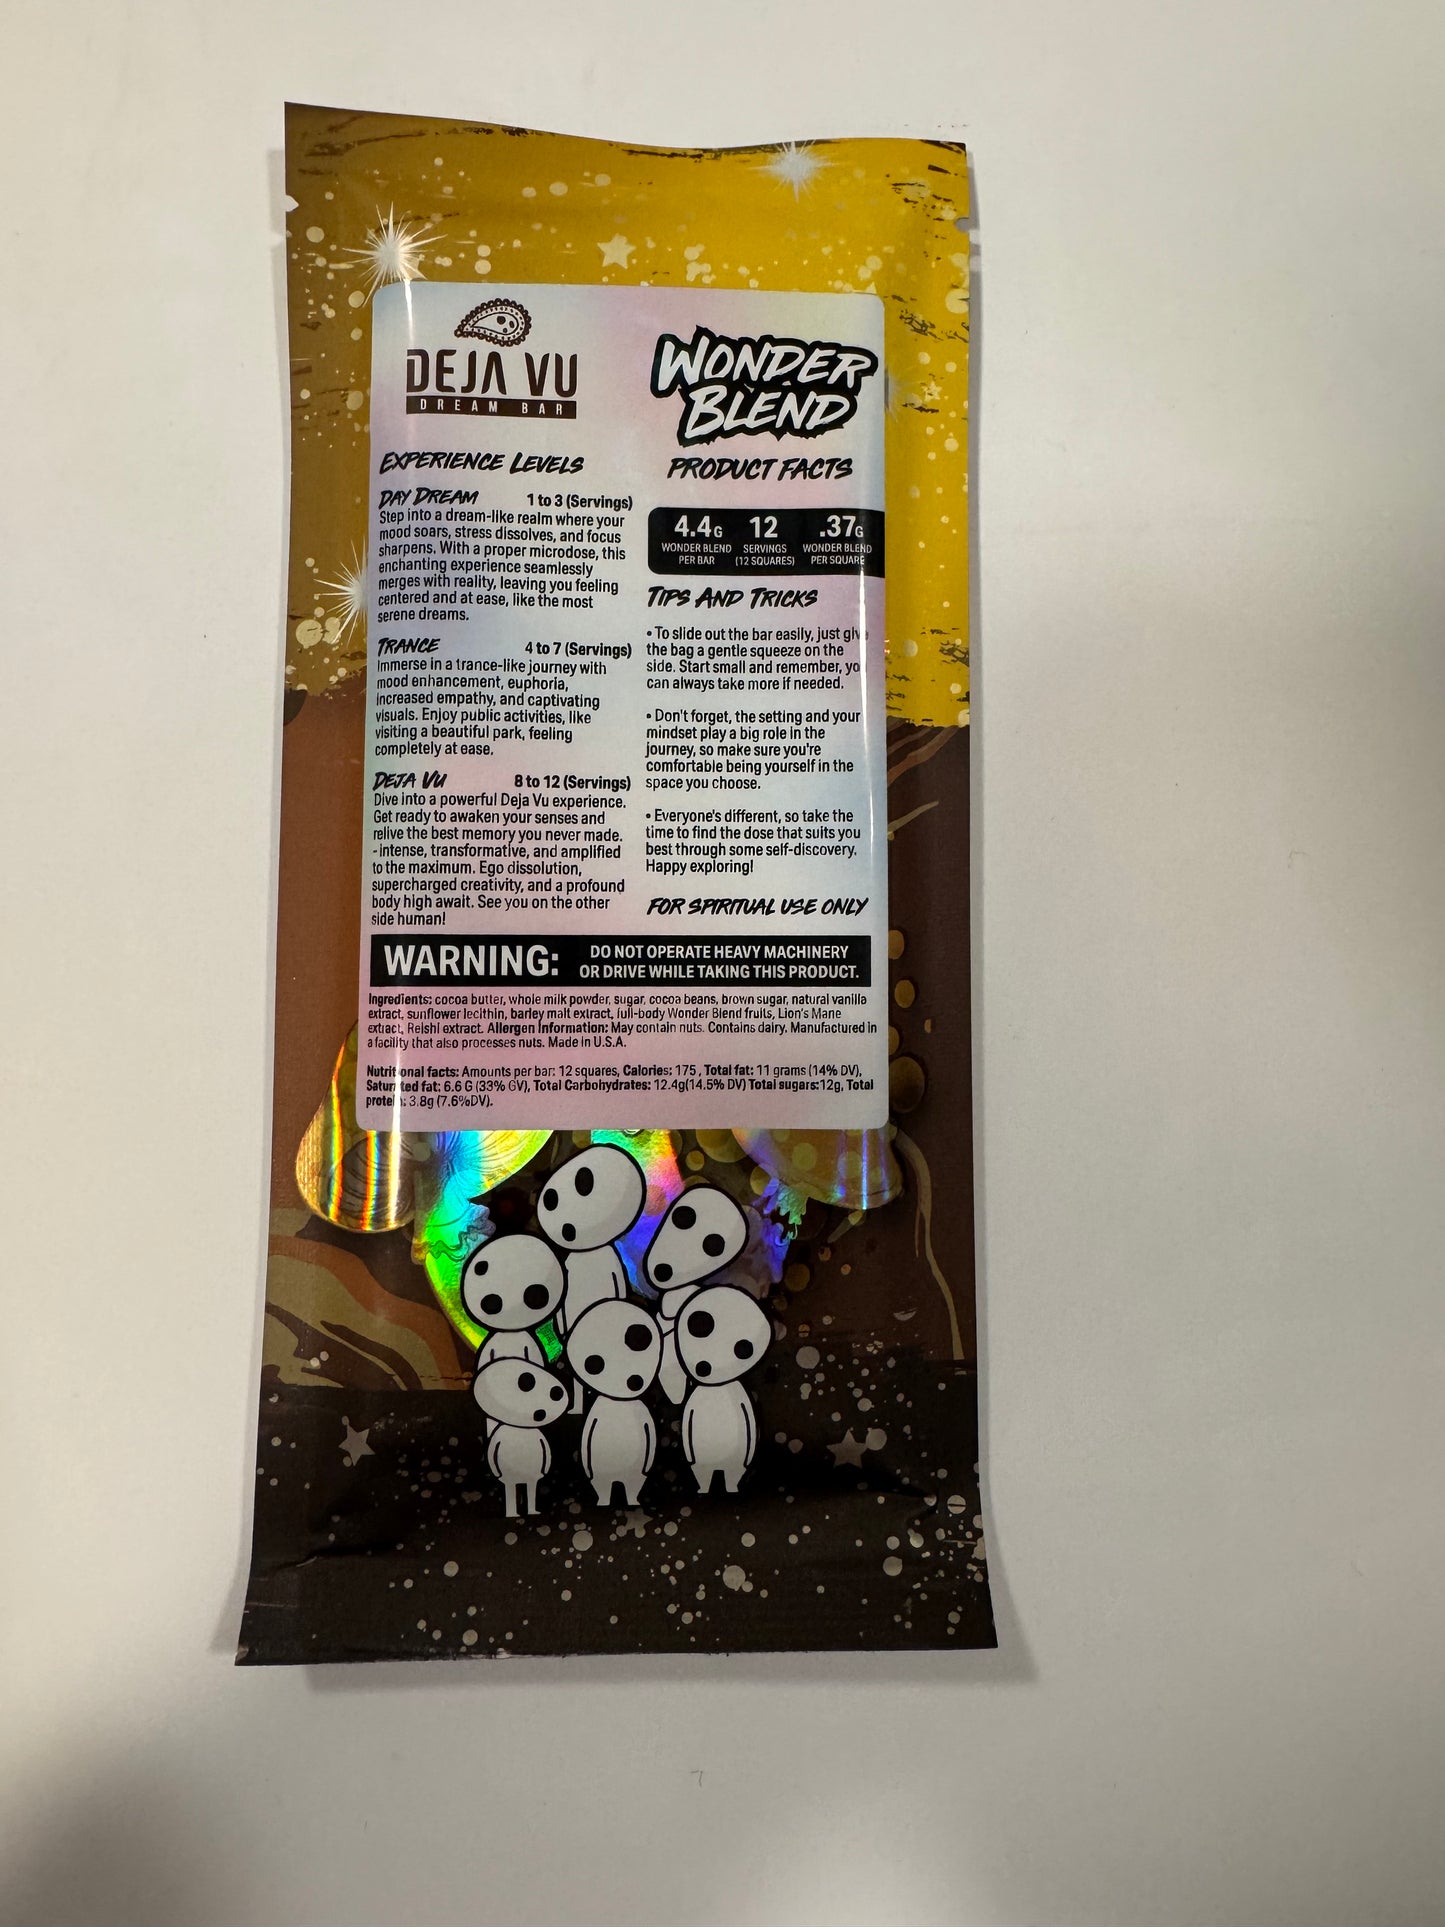 DEJA VU
DREAM BAR
EXPERIENCE LEVELS
DAY DREAM 1 to 3 (Servings)
Step into a dream-like realm where your
mood soars, stress dissolves, and focus
sharpens. With a proper microdose, this
enchanting experience seamlessly
merges with reality, leaving you feeling
centered and at ease, like the most
serene dreams.
TRANCE 4 to 7 (Servings)
Immerse in a trance-like journey with
mood enhancement, euphoria,
increased empathy, and captivating
visuals. Enjoy public activities, like
visiting a beautiful park, feeling
completely at ease.
DEJA VU 8 to 12 (Servings)
Dive into a powerful Deja Vu experience.
Get ready to awaken your senses and
relive the best memory you never made.
- intense, transformative, and amplified
to the maximum. Ego dissolution,
supercharged creativity, and a profound
body high await. See you on the other
side human!
WONDER
BLEND
PRODUCT FACTS
4.4G 12 .37G
WONDER BLEND SERVINGS WONDER BLEND
PER BAR (12 SQUARES) PER SQUARE
TIPS AND TRICKS
• To slide out the bar easily, just give
the bag a gentle squeeze on the
side. Start small and remember, you
can always take more if needed.
• Don't forget, the setting and your
mindset play a big role in the
journey, so make sure you're
comfortable being yourself in the
space you choose.
• Everyone's different, so take the
time to find the dose that suits you
best through some self-discovery.
Happy exploring!
FOR SPIRITUAL USE ONLY
WARNING: DO NOT OPERATE HEAVY MACHINERY
OR DRIVE WHILE TAKING THIS PRODUCT.
Ingredients: cocoa butter, whole milk powder, sugar, cocoa beans, brown sugar, natural vanilla
extract, sunflower lecithin, barley malt extract, full-body Wonder Blend fruits, Lion's Mane
extract, Reishi extract. Allergen Information: May contain nuts. Contains dairy. Manufactured in
a facility that also processes nuts. Made in U.S.A.
Nutritional facts: Amounts per bar: 12 squares, Calories: 175, Total fat: 11 grams (14% DV),
Saturated fat: 6.6 G (33% GV), Total Carbohydrates: 12.4g(14.5% DV) Total sugars:12g, Total
protein: 3.8g (7.6%DV).